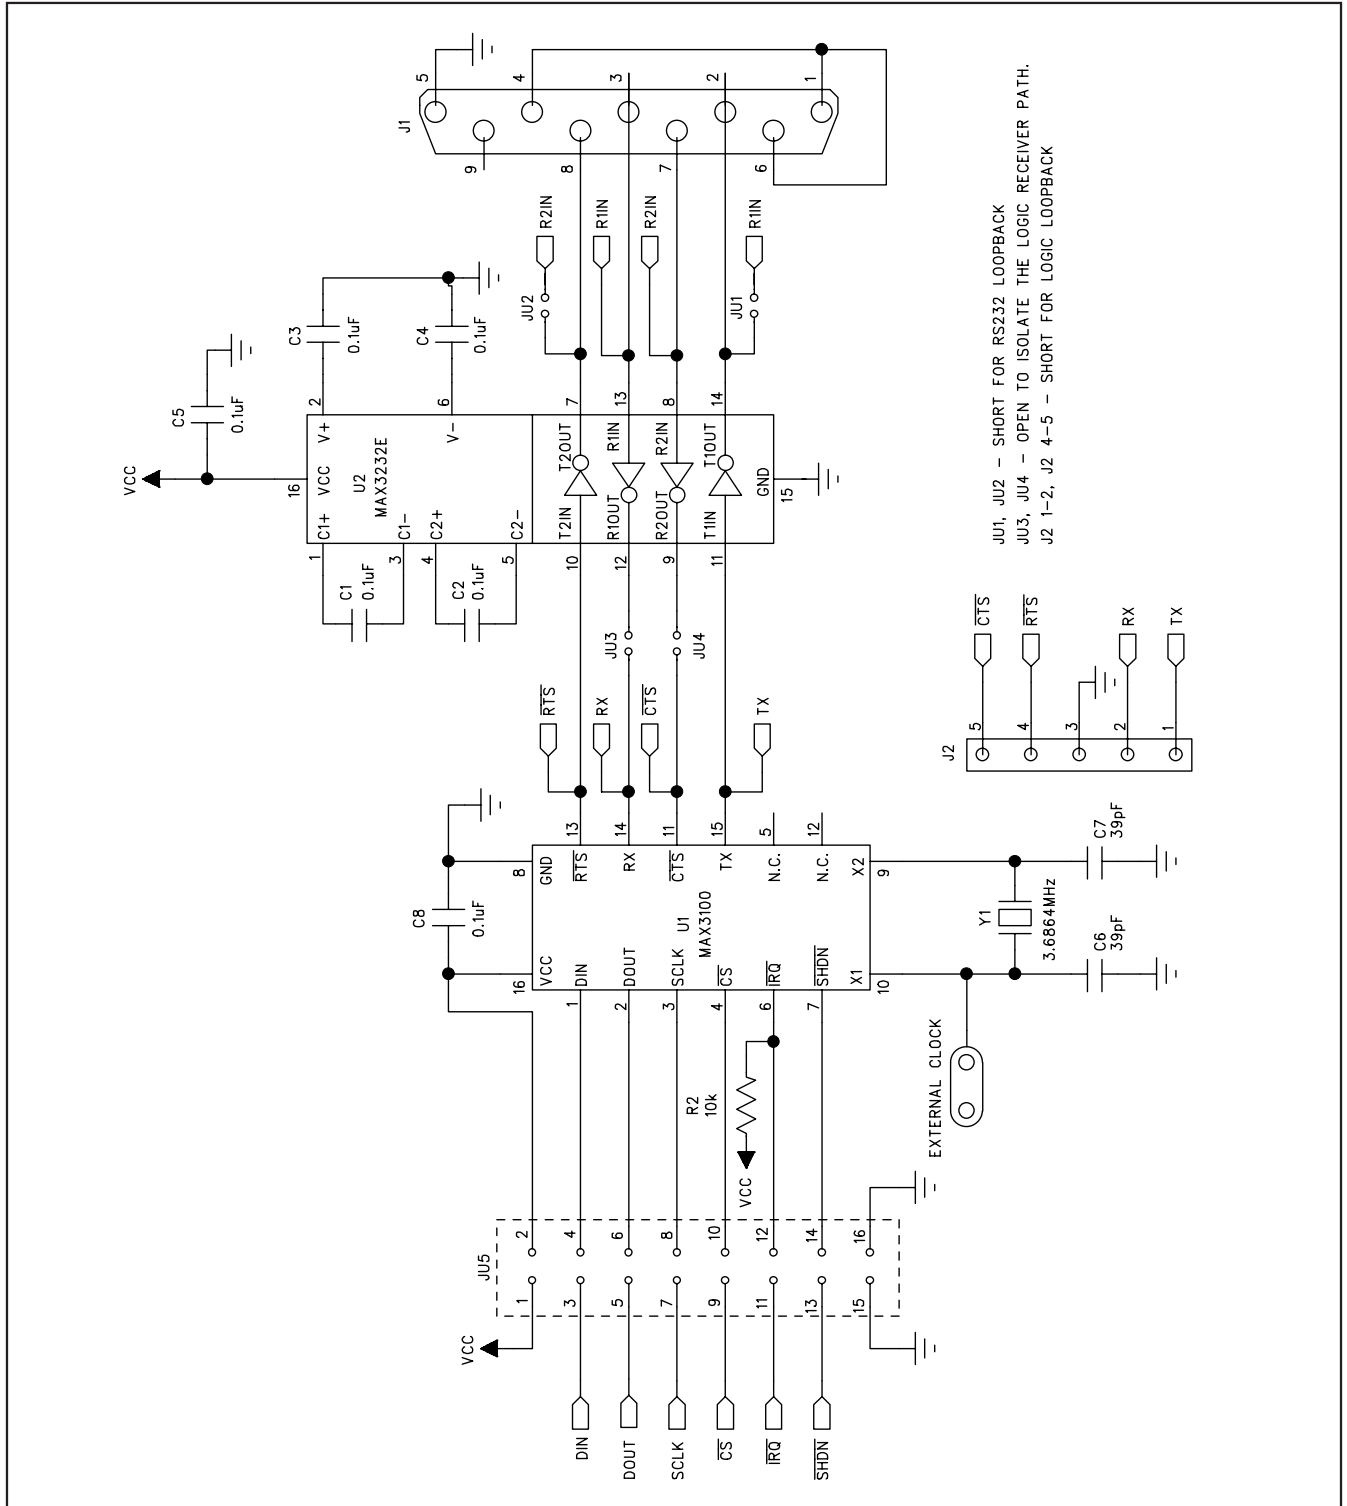 VCC
C5
0.1uF
C3
0.1uF
C4
0.1uF
J1
5
4
3
2
1
9
8
7
6
16
2
6
VCC
V+
V-
U2
MAX3232E
C1+
C1-
C2+
C2-
1
3
4
5
C1
0.1uF
C2
0.1uF
T2IN
T2OUT
R1OUT
R1IN
R2OUT
R2IN
T1IN
T1OUT
GND
15
10
12
9
11
7
13
8
14
JU2
R2IN
R1IN
R2IN
JU1
R1IN
JU3
JU4
RTS
RX
CTS
TX
13
14
11
15
5
12
C8
0.1uF
16
8
VCC
GND
RTS
RX
CTS
TX
N.C.
N.C.
X2
U1
MAX3100
DIN
DOUT
SCLK
CS
IRQ
SHDN
X1
1
2
3
4
6
7
10
9
R2
10k
VCC
Y1
3.6864MHz
C6
39pF
C7
39pF
EXTERNAL CLOCK
J2
5
4
3
2
1
CTS
RTS
RX
TX
JU1, JU2 - SHORT FOR RS232 LOOPBACK
JU3, JU4 - OPEN TO ISOLATE THE LOGIC RECEIVER PATH.
J2 1-2, J2 4-5 - SHORT FOR LOGIC LOOPBACK
JU5
VCC
1
2
3
4
5
6
7
8
9
10
11
12
13
14
15
16
DIN
DOUT
SCLK
CS
IRQ
SHDN